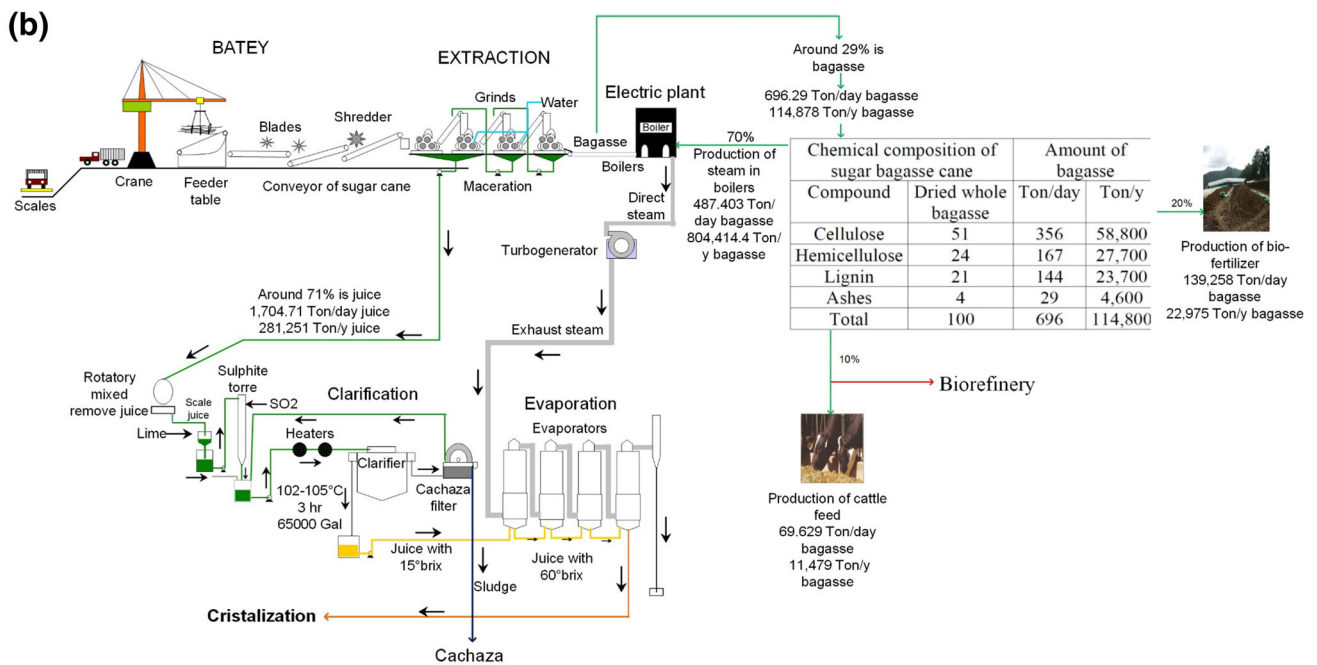 (b)
BATEY
EXTRACTION
Grinds
Water
Electric plant
Boiler
Blades
Shredder
Bagasse
Boilers
Scales
Crane
Feeder
table
Conveyor of sugar cane
Maceration
Direct
steam
Turbogenerator
Exhaust steam
Around 29% is
bagasse
696.29 Ton/day bagasse
114,878 Ton/y bagasse
70%
Production of
steam in
boilers
487.403 Ton/
day bagasse
804,414.4 Ton/
y bagasse
Chemical composition of
sugar bagasse cane
Amount of
bagasse
Compound
Dried whole
bagasse
Ton/day
Ton/y
Cellulose 51 356 58,800
Hemicellulose 24 167 27,700
Lignin 21 144 23,700
Ashes 4 29 4,600
Total 100 696 114,800
20%
Production of bio-
fertilizer
139,258 Ton/day
bagasse
22,975 Ton/y bagasse
10%
Biorefinery
Production of cattle
feed
69.629 Ton/day
bagasse
11,479 Ton/y
bagasse
Around 71% is juice
1,704.71 Ton/day juice
281,251 Ton/y juice
Rotatory
mixed
remove juice
Sulphite
torre
Scale
juice
SO2
Lime
Clarification
Heaters
Clarifier
Cachaza
filter
102-105°C
3 hr
65000 Gal
Evaporation
Evaporators
Juice with
15°brix
Juice with
60°brix
Sludge
Cristalization
Cachaza